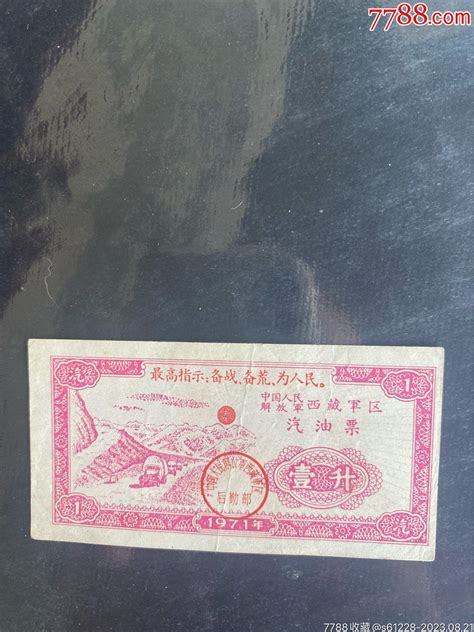 7788.com
汽
1
最高指示：备战、备荒、为人民。
中国人民
解放军西藏军区
汽油票
壹升
后勤部
1
1971年
汽
7788收藏@s61228-2023.08.21